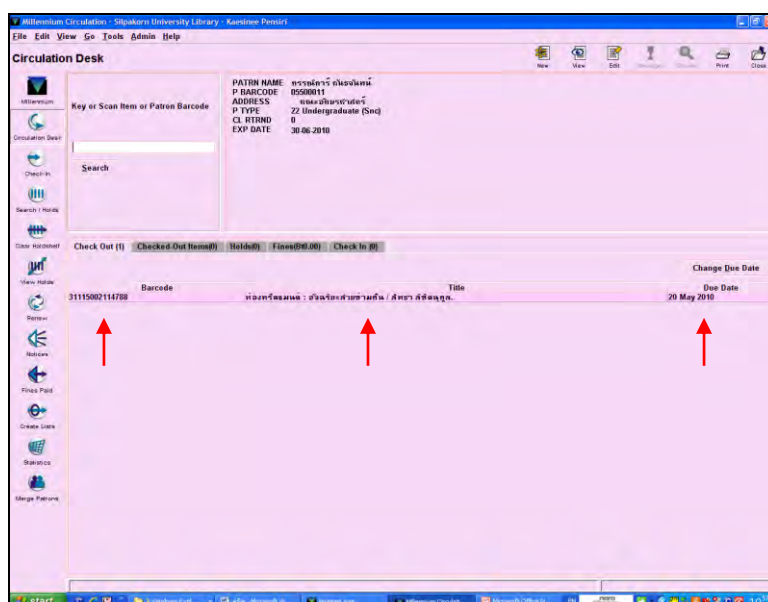 Millennium Circulation - Silpakorn University Library - Kaesinee Pensiri
File Edit View Go Tools Admin Help
Circulation Desk
New View Edit Print Close
Millennium
Circulation Desk
Check-In
Search / Holds
Clear Holdshelf
View Holds
Renew
Notices
Fines Paid
Create Lists
Statistics
Merge Patrons
Key or Scan Item or Patron Barcode
Search
PATRN NAME
P BARCODE 05500011
ADDRESS
P TYPE 22 Undergraduate (Snc)
CL RTRND 0
EXP DATE 30-06-2010
Check Out (1) Checked-Out Items(0) Holds(0) Fines(Bt0.00) Check In (0)
Change Due Date
Barcode Title Due Date
31115002114788 20 May 2010
start
EN